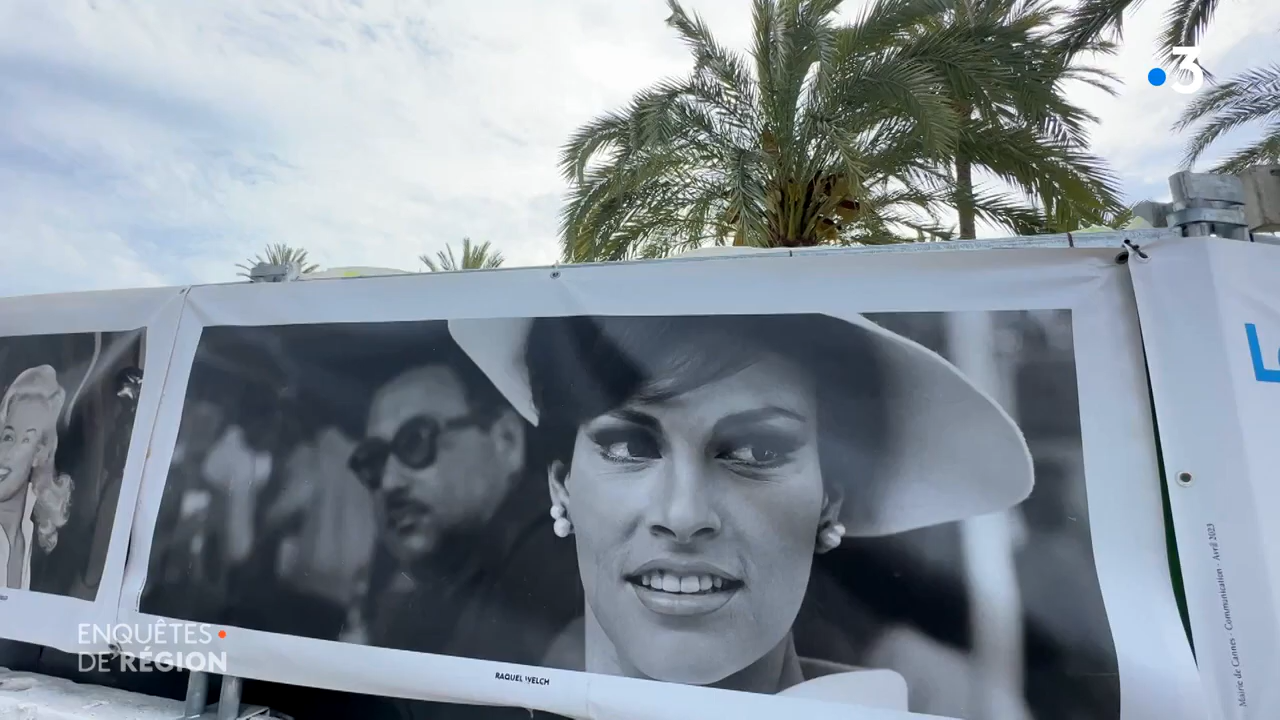 3
RAQUEL WELCH
Mairie de Cannes - Communication - Avril 2023
ENQUÊTES
DE RÉGION